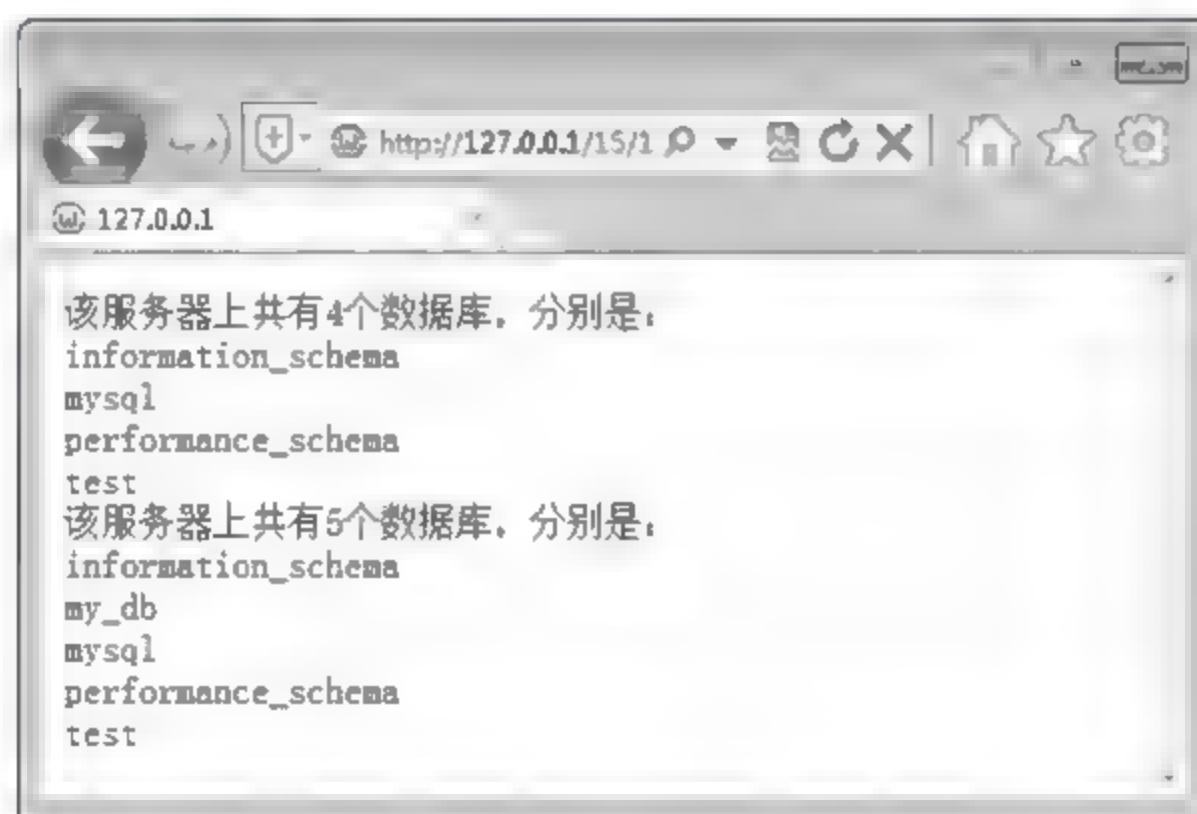 http://127.0.0.1/15/1
127.0.0.1
该服务器上共有4个数据库，分别是：
information_schema
mysql
performance_schema
test
该服务器上共有5个数据库，分别是：
information_schema
my_db
mysql
performance_schema
test